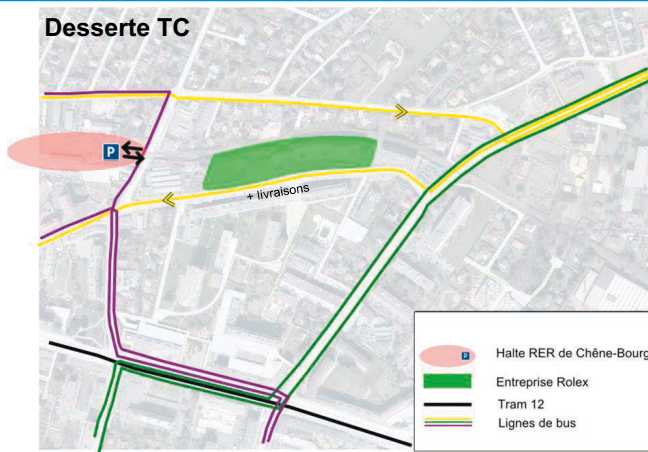 Desserte TC
P
+ livraisons
P
Halte RER de Chêne-Bourg
Entreprise Rolex
Tram 12
Lignes de bus